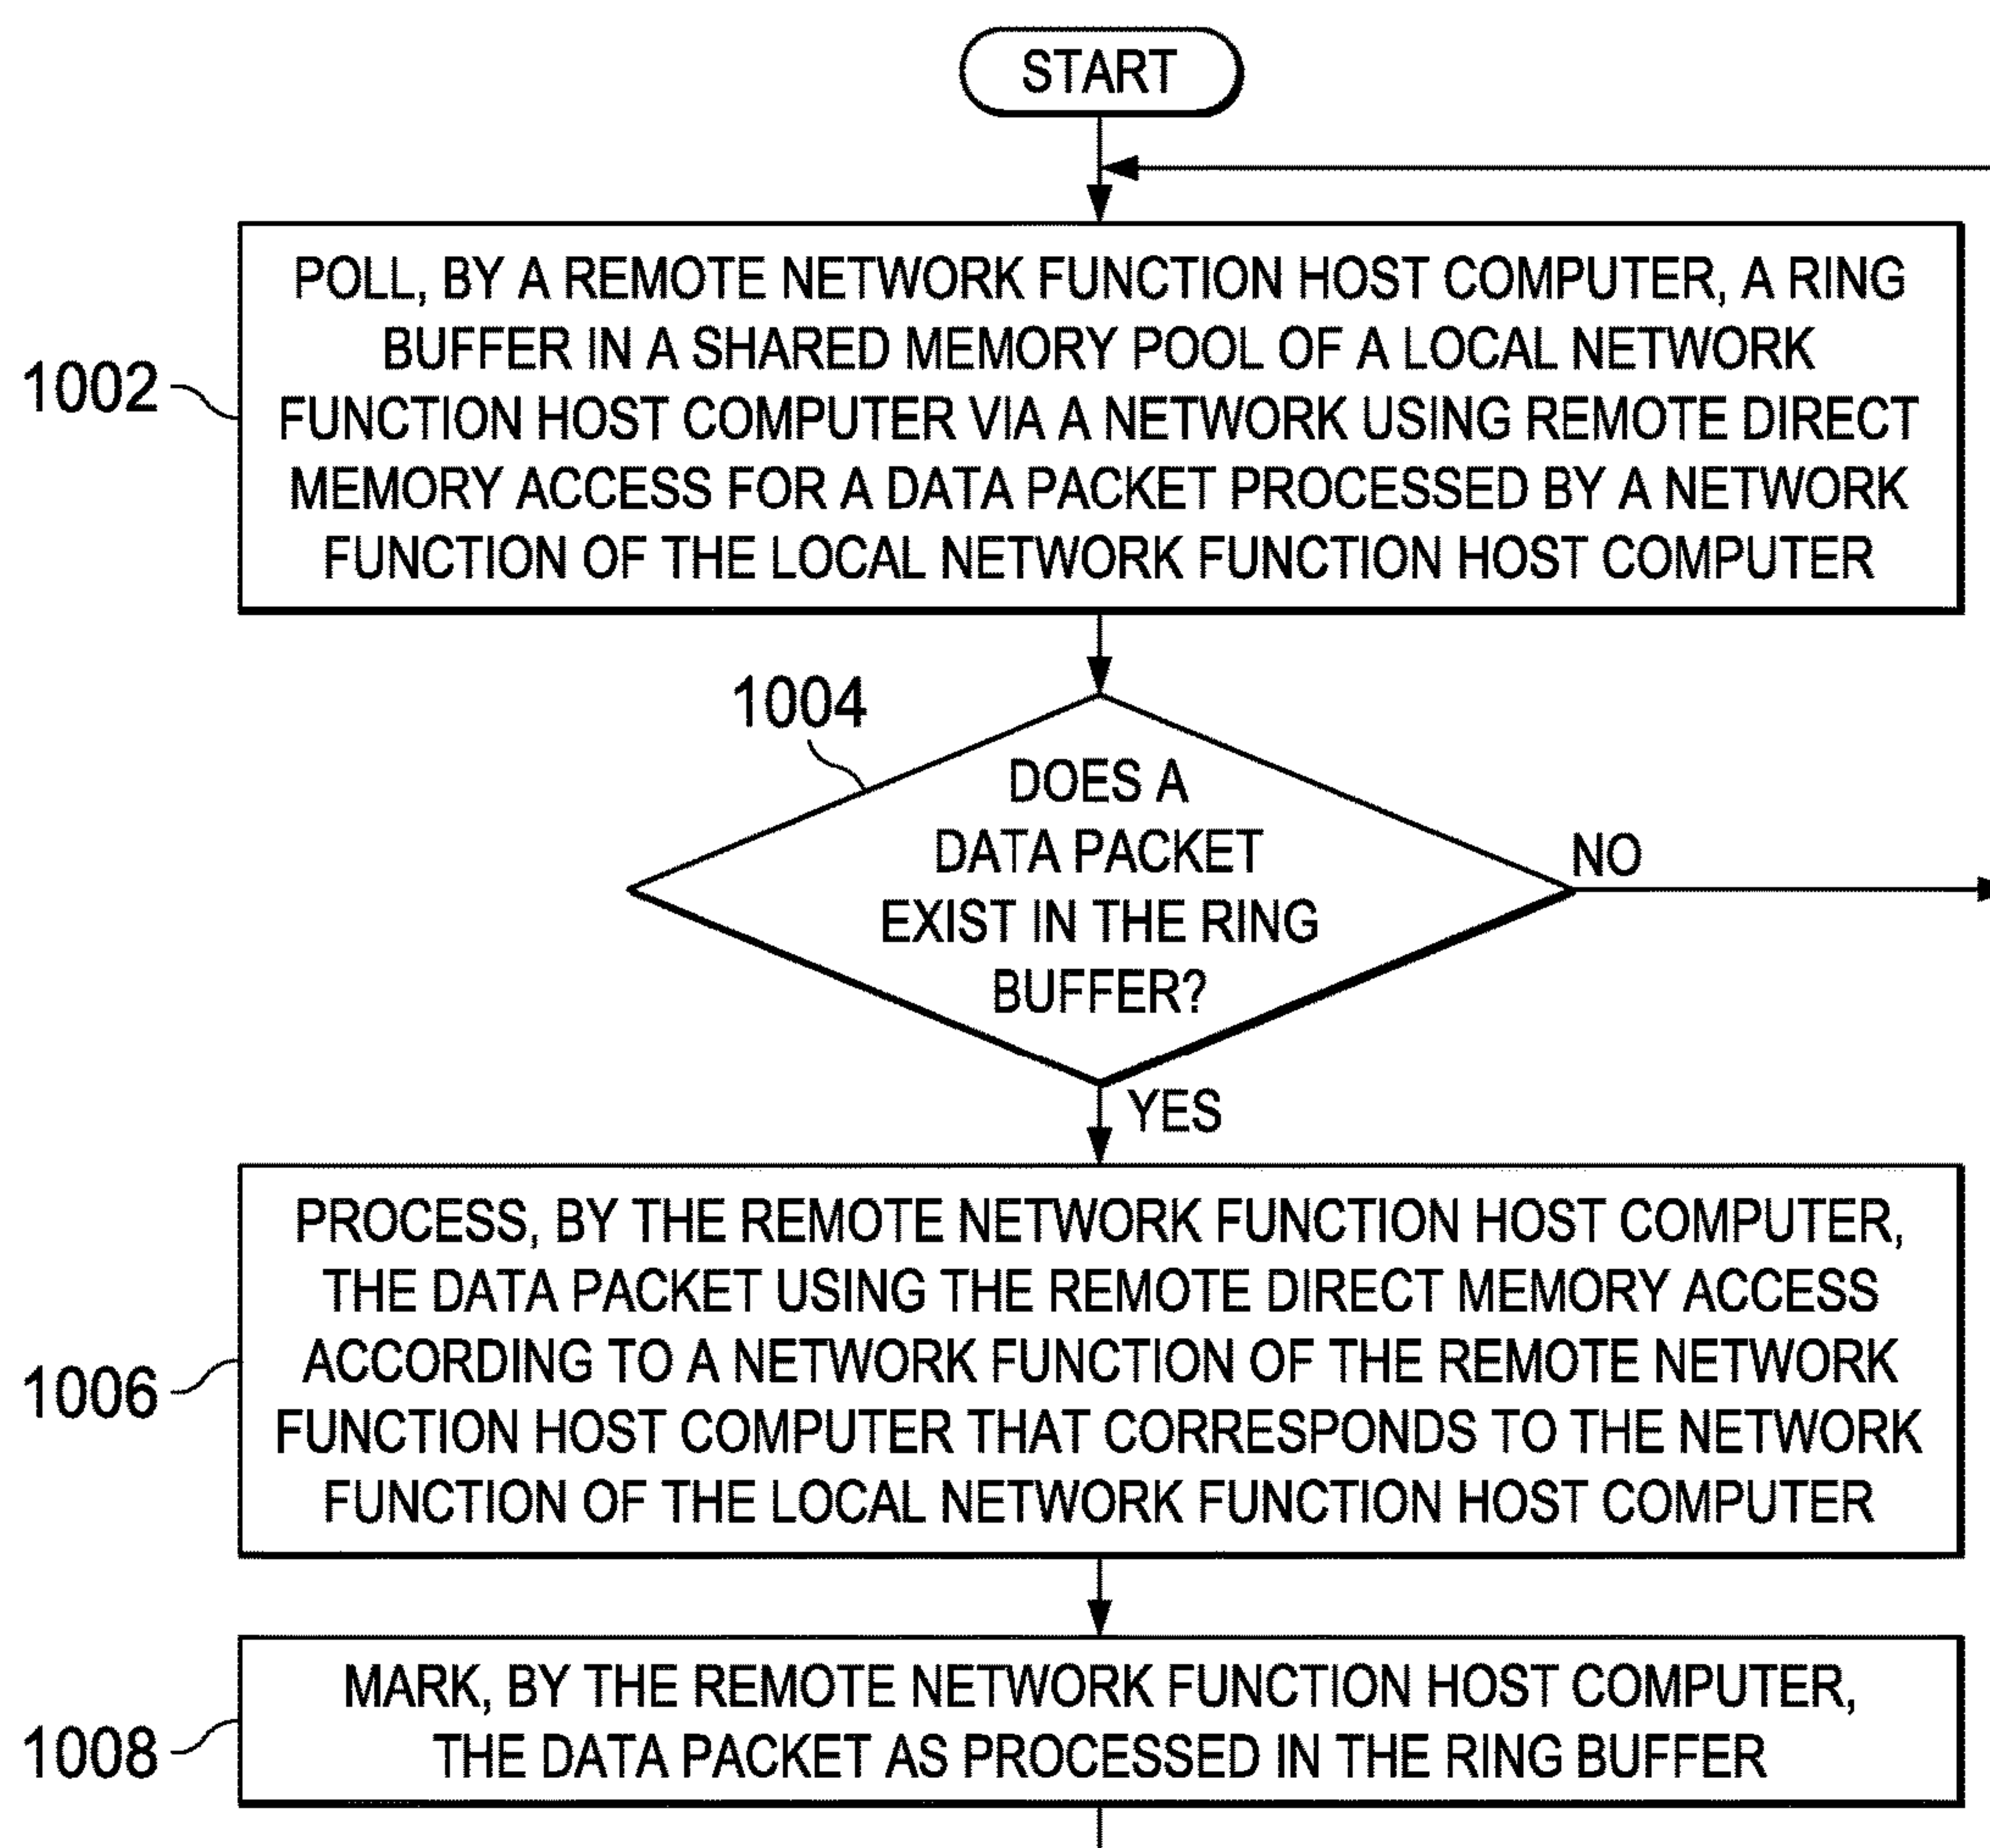 START
POLL, BY A REMOTE NETWORK FUNCTION HOST COMPUTER, A RING
BUFFER IN A SHARED MEMORY POOL OF A LOCAL NETWORK
FUNCTION HOST COMPUTER VIA A NETWORK USING REMOTE DIRECT
MEMORY ACCESS FOR A DATA PACKET PROCESSED BY A NETWORK
FUNCTION OF THE LOCAL NETWORK FUNCTION HOST COMPUTER
1002
1004
DOES A
DATA PACKET
EXIST IN THE RING
BUFFER?
NO
YES
PROCESS, BY THE REMOTE NETWORK FUNCTION HOST COMPUTER,
THE DATA PACKET USING THE REMOTE DIRECT MEMORY ACCESS
ACCORDING TO A NETWORK FUNCTION OF THE REMOTE NETWORK
FUNCTION HOST COMPUTER THAT CORRESPONDS TO THE NETWORK
FUNCTION OF THE LOCAL NETWORK FUNCTION HOST COMPUTER
1006
MARK, BY THE REMOTE NETWORK FUNCTION HOST COMPUTER,
THE DATA PACKET AS PROCESSED IN THE RING BUFFER
1008